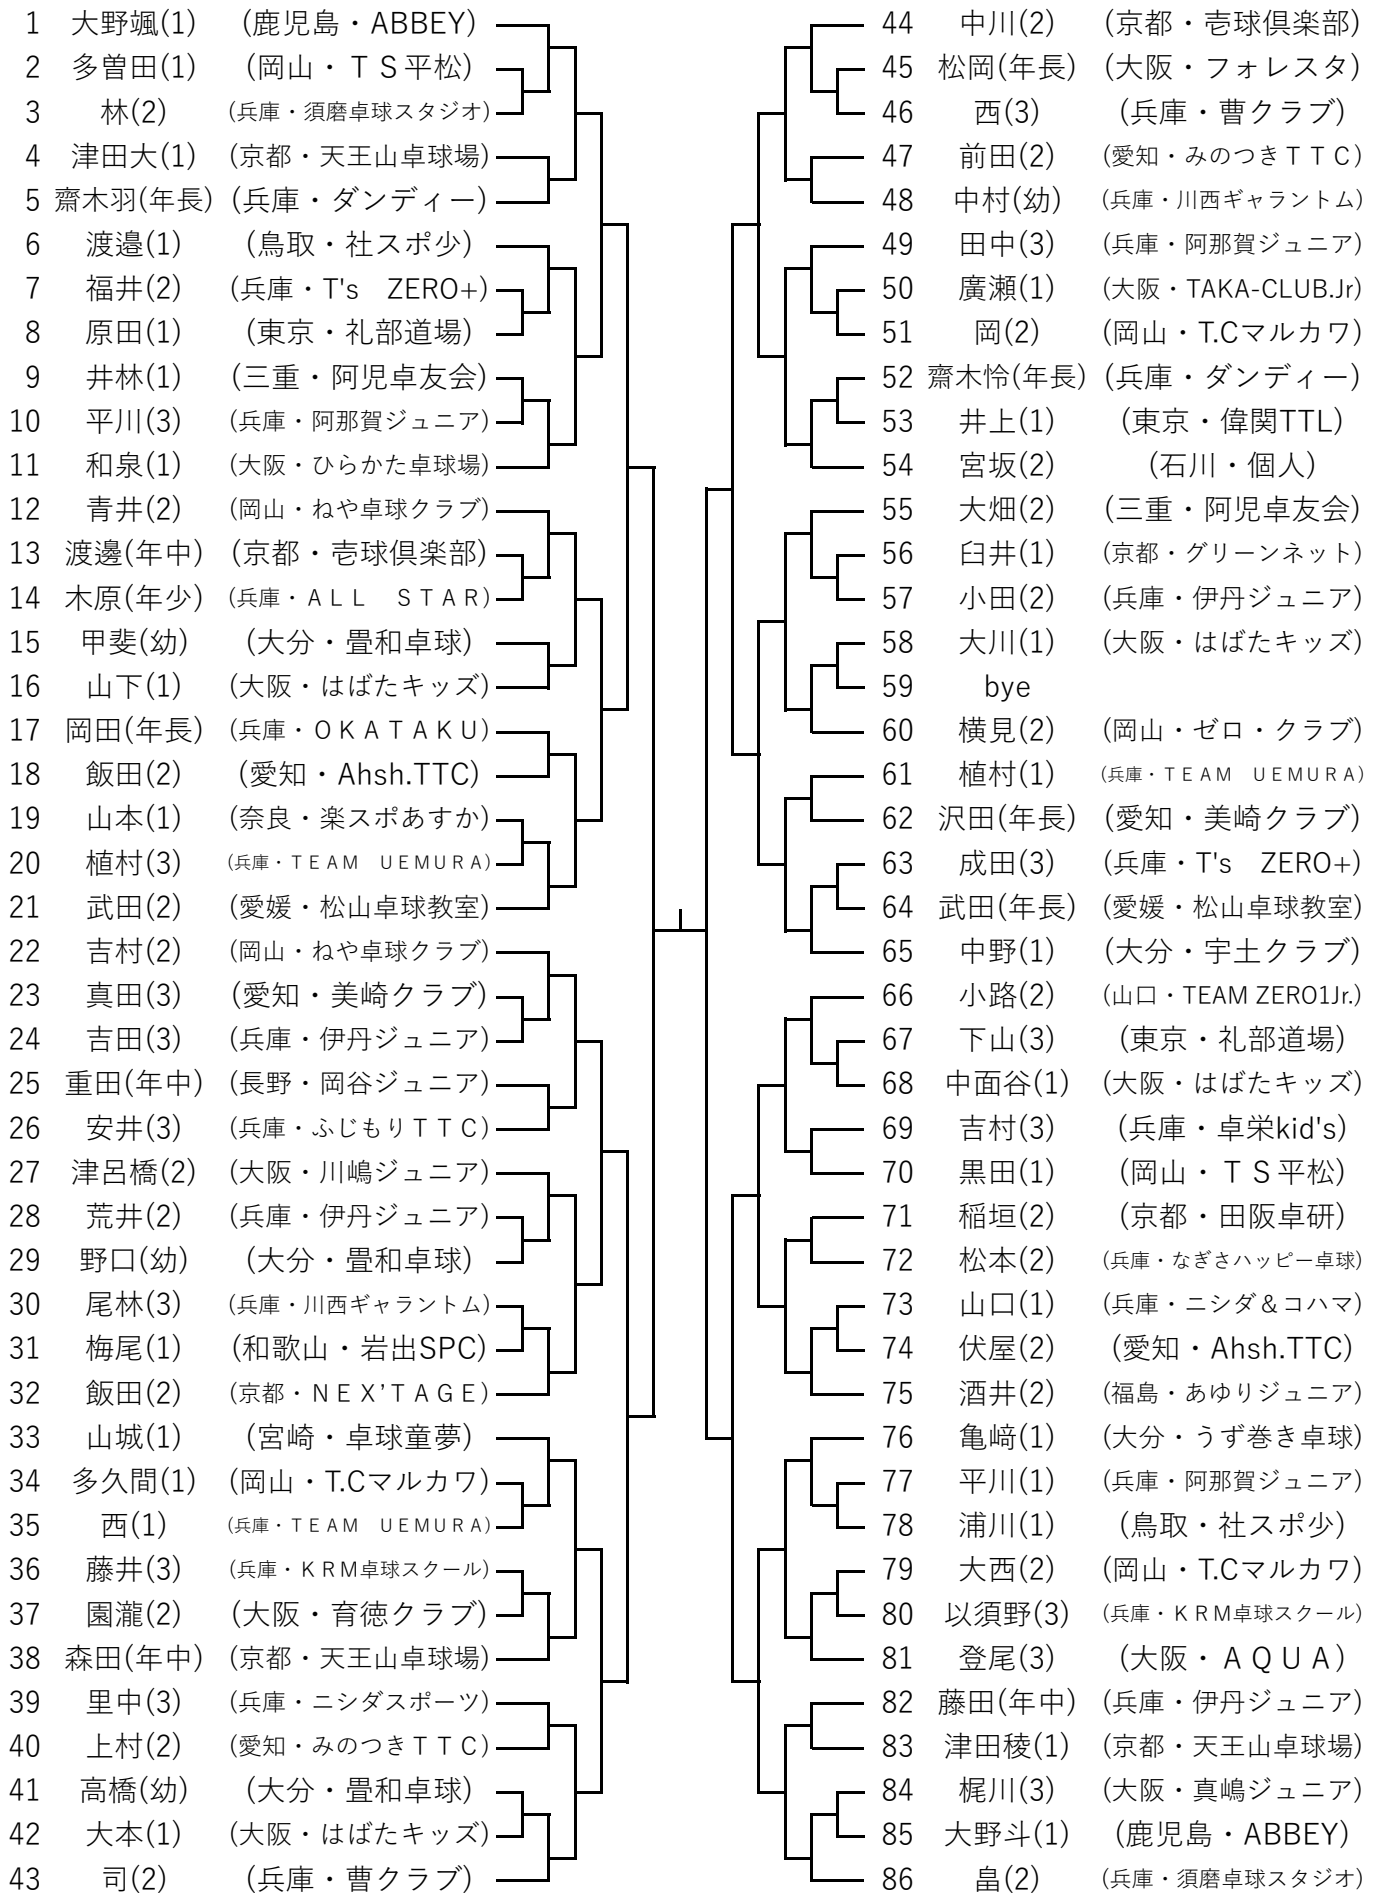 1 大野颯(1) (鹿児島・ABBEY)
2 多曽田(1) (岡山・ＴＳ平松)
3 林(2) (兵庫・須磨卓球スタジオ)
4 津田大(1) (京都・天王山卓球場)
5 齋木羽(年長) (兵庫・ダンディー)
6 渡邉(1) (鳥取・社スポ少)
7 福井(2) (兵庫・T's　ZERO+)
8 原田(1) (東京・礼部道場)
9 井林(1) (三重・阿児卓友会)
10 平川(3) (兵庫・阿那賀ジュニア)
11 和泉(1) (大阪・ひらかた卓球場)
12 青井(2) (岡山・ねや卓球クラブ)
13 渡邊(年中) (京都・壱球倶楽部)
14 木原(年少) (兵庫・ＡＬＬ　ＳＴＡＲ)
15 甲斐(幼) (大分・畳和卓球)
16 山下(1) (大阪・はばたキッズ)
17 岡田(年長) (兵庫・ＯＫＡＴＡＫＵ)
18 飯田(2) (愛知・Ahsh.TTC)
19 山本(1) (奈良・楽スポあすか)
20 植村(3) (兵庫・ＴＥＡＭ　ＵＥＭＵＲＡ)
21 武田(2) (愛媛・松山卓球教室)
22 吉村(2) (岡山・ねや卓球クラブ)
23 真田(3) (愛知・美崎クラブ)
24 吉田(3) (兵庫・伊丹ジュニア)
25 重田(年中) (長野・岡谷ジュニア)
26 安井(3) (兵庫・ふじもりＴＴＣ)
27 津呂橋(2) (大阪・川嶋ジュニア)
28 荒井(2) (兵庫・伊丹ジュニア)
29 野口(幼) (大分・畳和卓球)
30 尾林(3) (兵庫・川西ギャラントム)
31 梅尾(1) (和歌山・岩出SPC)
32 飯田(2) (京都・ＮＥＸ’ＴＡＧＥ)
33 山城(1) (宮崎・卓球童夢)
34 多久間(1) (岡山・T.Cマルカワ)
35 西(1) (兵庫・ＴＥＡＭ　ＵＥＭＵＲＡ)
36 藤井(3) (兵庫・ＫＲＭ卓球スクール)
37 園瀧(2) (大阪・育徳クラブ)
38 森田(年中) (京都・天王山卓球場)
39 里中(3) (兵庫・ニシダスポーツ)
40 上村(2) (愛知・みのつきＴＴＣ)
41 高橋(幼) (大分・畳和卓球)
42 大本(1) (大阪・はばたキッズ)
43 司(2) (兵庫・曹クラブ)
44 中川(2) (京都・壱球倶楽部)
45 松岡(年長) (大阪・フォレスタ)
46 西(3) (兵庫・曹クラブ)
47 前田(2) (愛知・みのつきＴＴＣ)
48 中村(幼) (兵庫・川西ギャラントム)
49 田中(3) (兵庫・阿那賀ジュニア)
50 廣瀬(1) (大阪・TAKA-CLUB.Jr)
51 岡(2) (岡山・T.Cマルカワ)
52 齋木怜(年長) (兵庫・ダンディー)
53 井上(1) (東京・偉関TTL)
54 宮坂(2) (石川・個人)
55 大畑(2) (三重・阿児卓友会)
56 臼井(1) (京都・グリーンネット)
57 小田(2) (兵庫・伊丹ジュニア)
58 大川(1) (大阪・はばたキッズ)
59 bye
60 横見(2) (岡山・ゼロ・クラブ)
61 植村(1) (兵庫・ＴＥＡＭ　ＵＥＭＵＲＡ)
62 沢田(年長) (愛知・美崎クラブ)
63 成田(3) (兵庫・T's　ZERO+)
64 武田(年長) (愛媛・松山卓球教室)
65 中野(1) (大分・宇土クラブ)
66 小路(2) (山口・TEAM ZERO1Jr.)
67 下山(3) (東京・礼部道場)
68 中面谷(1) (大阪・はばたキッズ)
69 吉村(3) (兵庫・卓栄kid's)
70 黒田(1) (岡山・ＴＳ平松)
71 稲垣(2) (京都・田阪卓研)
72 松本(2) (兵庫・なぎさハッピー卓球)
73 山口(1) (兵庫・ニシダ＆コハマ)
74 伏屋(2) (愛知・Ahsh.TTC)
75 酒井(2) (福島・あゆりジュニア)
76 亀﨑(1) (大分・うず巻き卓球)
77 平川(1) (兵庫・阿那賀ジュニア)
78 浦川(1) (鳥取・社スポ少)
79 大西(2) (岡山・T.Cマルカワ)
80 以須野(3) (兵庫・ＫＲＭ卓球スクール)
81 登尾(3) (大阪・ＡＱＵＡ)
82 藤田(年中) (兵庫・伊丹ジュニア)
83 津田稜(1) (京都・天王山卓球場)
84 梶川(3) (大阪・真嶋ジュニア)
85 大野斗(1) (鹿児島・ABBEY)
86 畠(2) (兵庫・須磨卓球スタジオ)